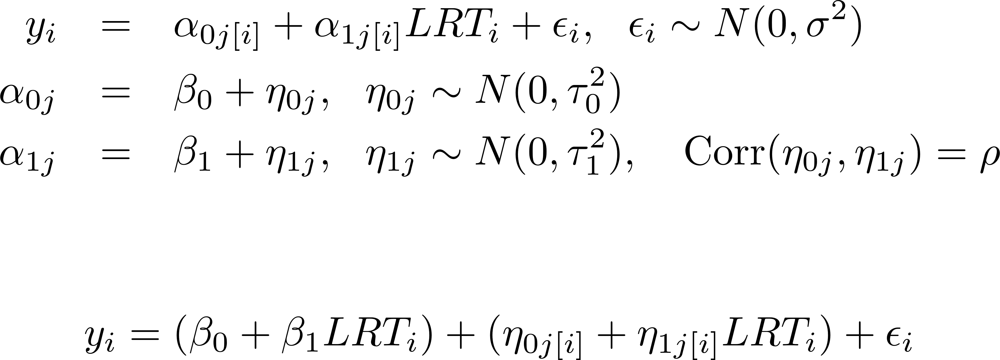 y_i = α_{0j[i]} + α_{1j[i]}LRT_i + ϵ_i, ϵ_i ∼ N(0, σ^2)
α_{0j} = β_0 + η_{0j}, η_{0j} ∼ N(0, τ_0^2)
α_{1j} = β_1 + η_{1j}, η_{1j} ∼ N(0, τ_1^2), Corr(η_{0j}, η_{1j}) = ρ
y_i = (β_0 + β_1LRT_i) + (η_{0j[i]} + η_{1j[i]}LRT_i) + ϵ_i